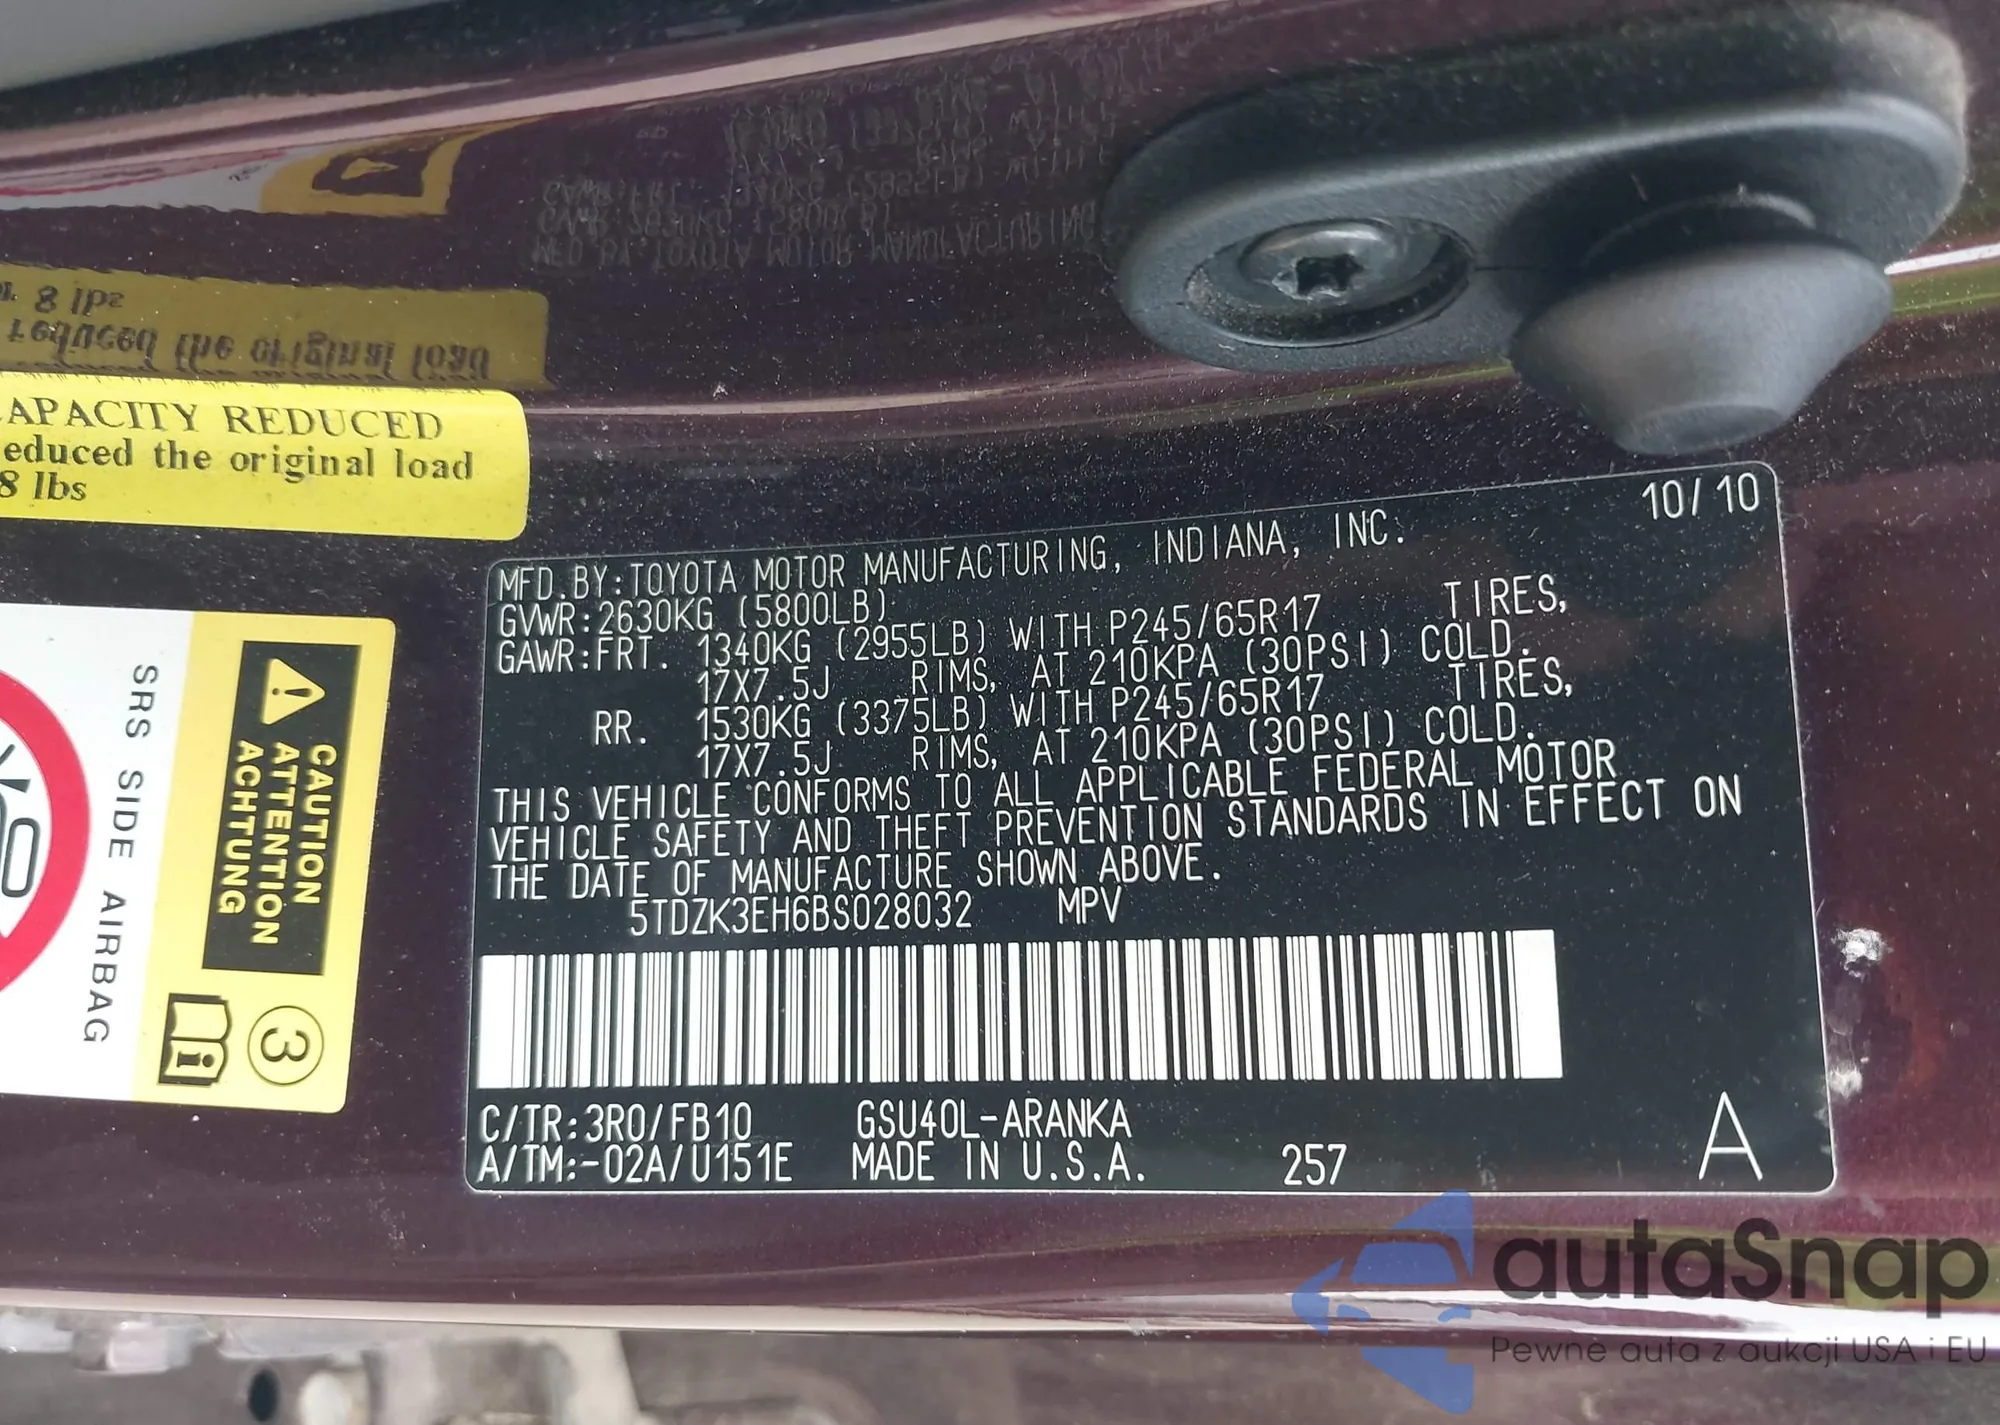 APACITY REDUCED
educed the original load
8 lbs
SRS SIDE AIRBAG
CAUTION
ATTENTION
ACHTUNG
3
10/10
MFD.BY:TOYOTA MOTOR MANUFACTURING, INDIANA, INC.
GVWR:2630KG (5800LB)
GAWR:FRT. 1340KG (2955LB) WITH P245/65R17 TIRES,
17X7.5J RIMS, AT 210KPA (30PSI) COLD.
RR. 1530KG (3375LB) WITH P245/65R17 TIRES,
17X7.5J RIMS, AT 210KPA (30PSI) COLD.
THIS VEHICLE CONFORMS TO ALL APPLICABLE FEDERAL MOTOR
VEHICLE SAFETY AND THEFT PREVENTION STANDARDS IN EFFECT ON
THE DATE OF MANUFACTURE SHOWN ABOVE.
5TDZK3EH6BS028032 MPV
C/TR:3R0/FB10 GSU40L-ARANKA
A/TM:-02A/U151E MADE IN U.S.A. 257 A
autaSnap
Pewne auta z aukcji USA i EU